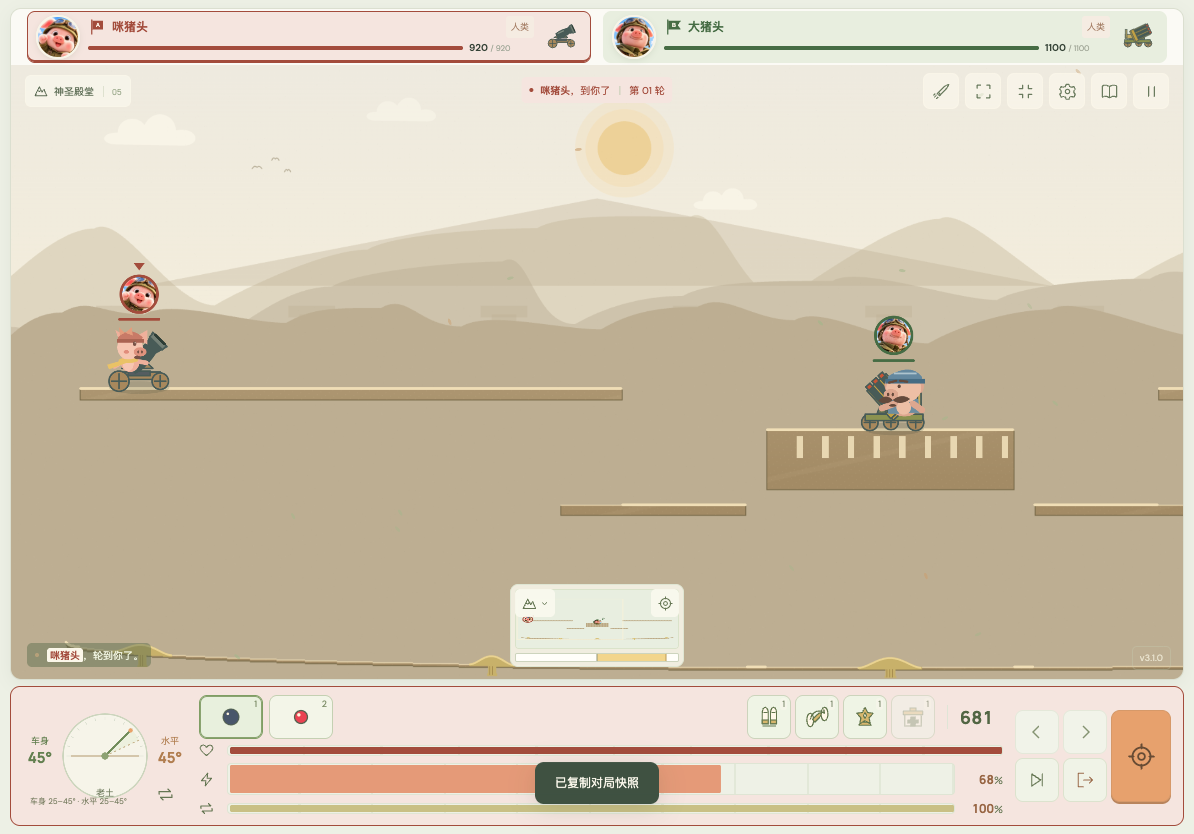 咪猪头
人类
920 / 920
大猪头
人类
1100 / 1100
神圣殿堂 05
咪猪头，到你了 第 01 轮
咪猪头，轮到你了。
v3.1.0
车身
45°
水平
45°
老土
车身 25–45° · 水平 25–45°
1
2
1
1
1
1
681
68%
100%
已复制对局快照